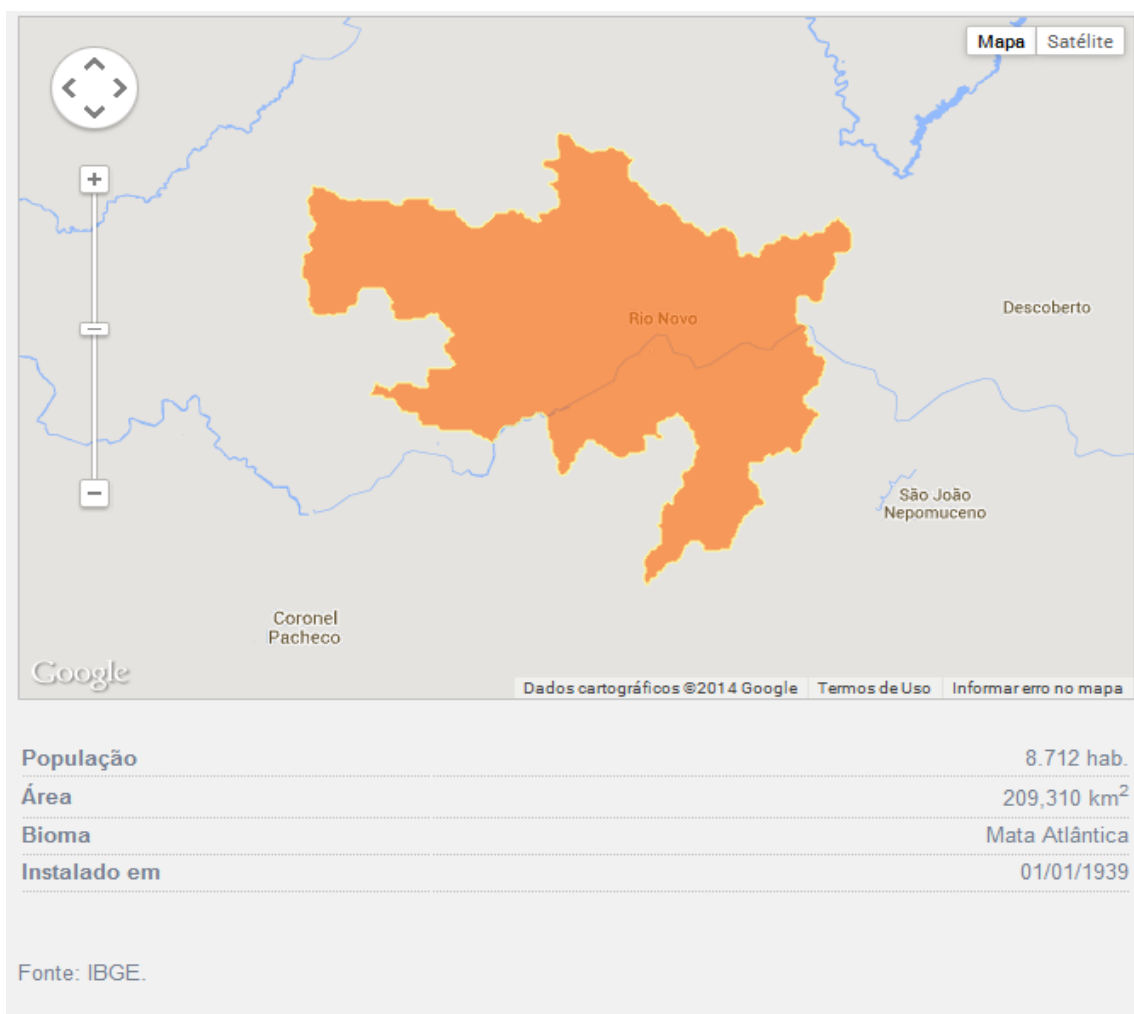 Mapa Satélite
+
Rio Novo
Descoberto
−
São João
Nepomuceno
Coronel
Pacheco
Google
Dados cartográficos ©2014 Google Termos de Uso Informar erro no mapa
População 8.712 hab.
Área 209,310 km²
Bioma Mata Atlântica
Instalado em 01/01/1939
Fonte: IBGE.